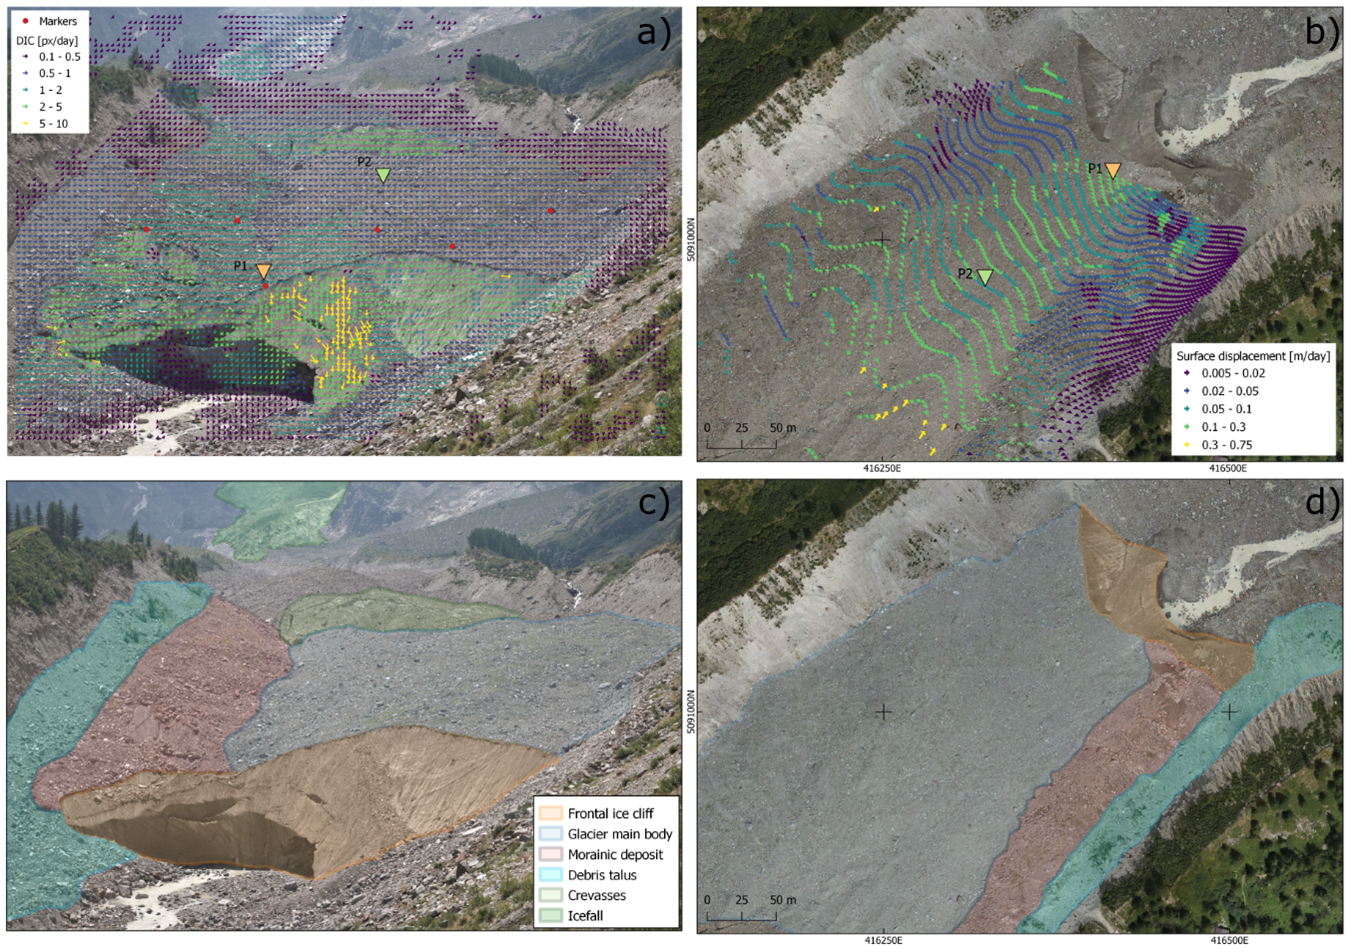 a)
Markers
DIC [px/day]
0.1 - 0.5
0.5 - 1
1 - 2
2 - 5
5 - 10
P2
P1
b)
P1
P2
5091000N
Surface displacement [m/day]
0.005 - 0.02
0.02 - 0.05
0.05 - 0.1
0.1 - 0.3
0.3 - 0.75
0 25 50 m
416250E 416500E
c)
Frontal ice cliff
Glacier main body
Morainic deposit
Debris talus
Crevasses
Icefall
d)
5091000N
0 25 50 m
416250E 416500E